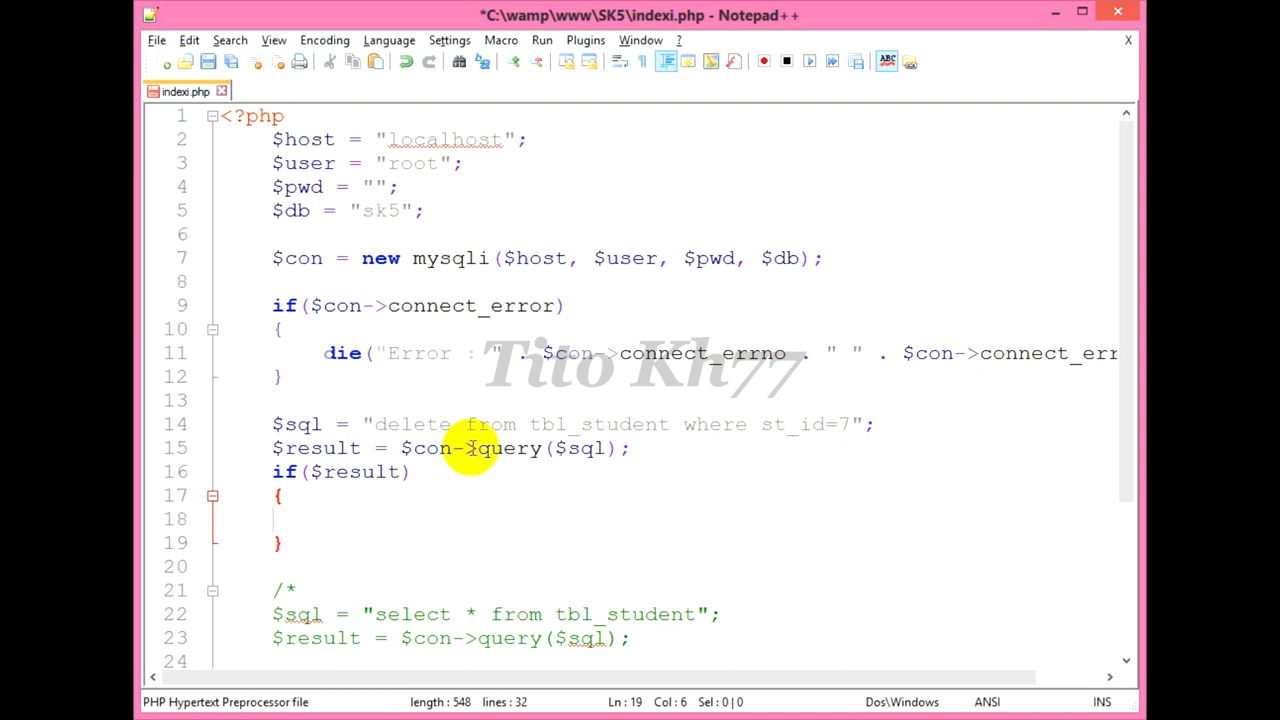 *C:\wamp\www\SK5\indexi.php - Notepad++
File Edit Search View Encoding Language Settings Macro Run Plugins Window ? X
ABC
indexi.php
1 <?php
2 $host = "localhost";
3 $user = "root";
4 $pwd = "";
5 $db = "sk5";
6
7 $con = new mysqli($host, $user, $pwd, $db);
8
9 if($con->connect_error)
10 {
11 die("Error : " . $con->connect_errno . " " . $con->connect_err
12 }
Tito Kh77
13
14 $sql = "delete from tbl_student where st_id=7";
15 $result = $con->query($sql);
16 if($result)
17 {
18
19 }
20
21 /*
22 $sql = "select * from tbl_student";
23 $result = $con->query($sql);
24
PHP Hypertext Preprocessor file length : 548 lines : 32 Ln : 19 Col : 6 Sel : 0 | 0 Dos\Windows ANSI INS